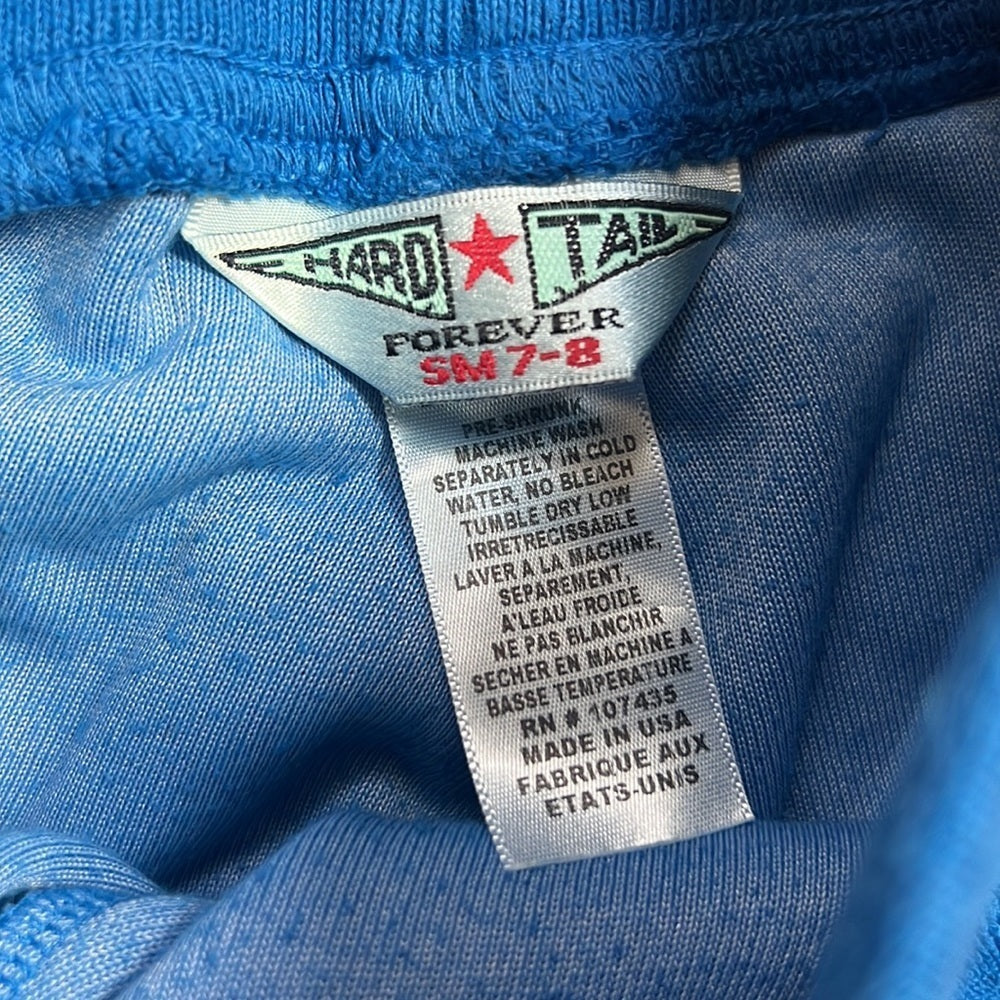 HARD TAIL
FOREVER
SM 7-8
PRE-SHRUNK
MACHINE WASH
SEPARATELY IN COLD
WATER, NO BLEACH
TUMBLE DRY LOW
IRRETRECISSABLE
LAVER A LA MACHINE,
SEPAREMENT,
A'LEAU FROIDE
NE PAS BLANCHIR
SECHER EN MACHINE A
BASSE TEMPERATURE
RN # 107435
MADE IN USA
FABRIQUE AUX
ETATS-UNIS